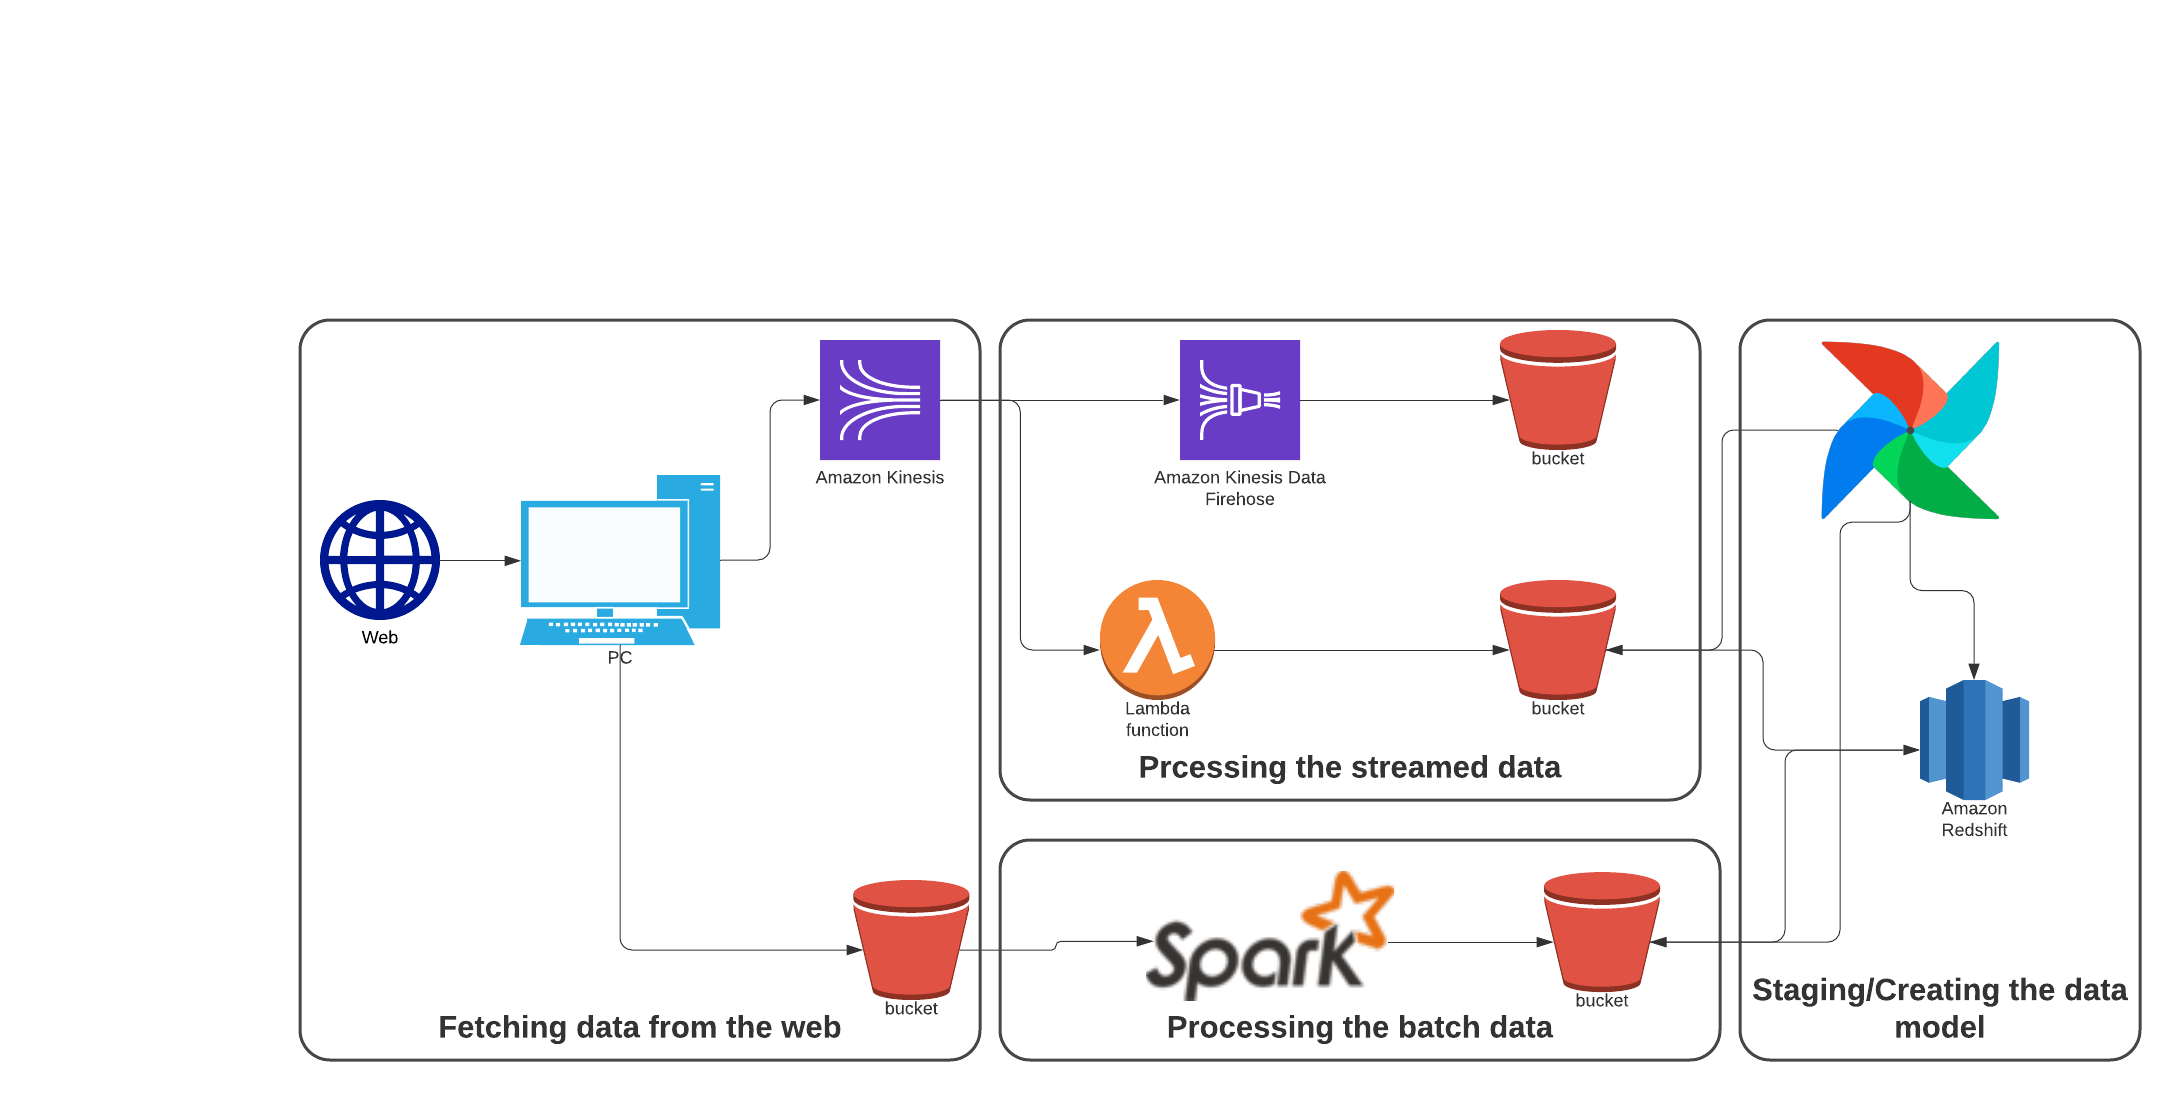 Web
PC
Amazon Kinesis
bucket
Fetching data from the web
Amazon Kinesis Data
Firehose
bucket
Lambda
function
bucket
Prcessing the streamed data
Spark
bucket
Processing the batch data
Amazon
Redshift
Staging/Creating the data
model